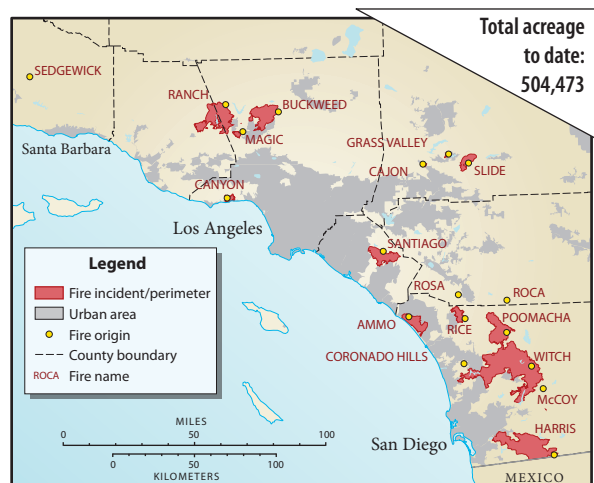 Total acreage
to date:
504,473
SEDGEWICK
RANCH
BUCKWEED
MAGIC
GRASS VALLEY
CAJON
SLIDE
Santa Barbara
CANYON
Los Angeles
SANTIAGO
Legend
Fire incident/perimeter
Urban area
Fire origin
County boundary
ROCA Fire name
ROSA
ROCA
AMMO
RICE
POOMACHA
CORONADO HILLS
WITCH
McCOY
HARRIS
San Diego
MEXICO
MILES
0 50 100
0 50 100
KILOMETERS